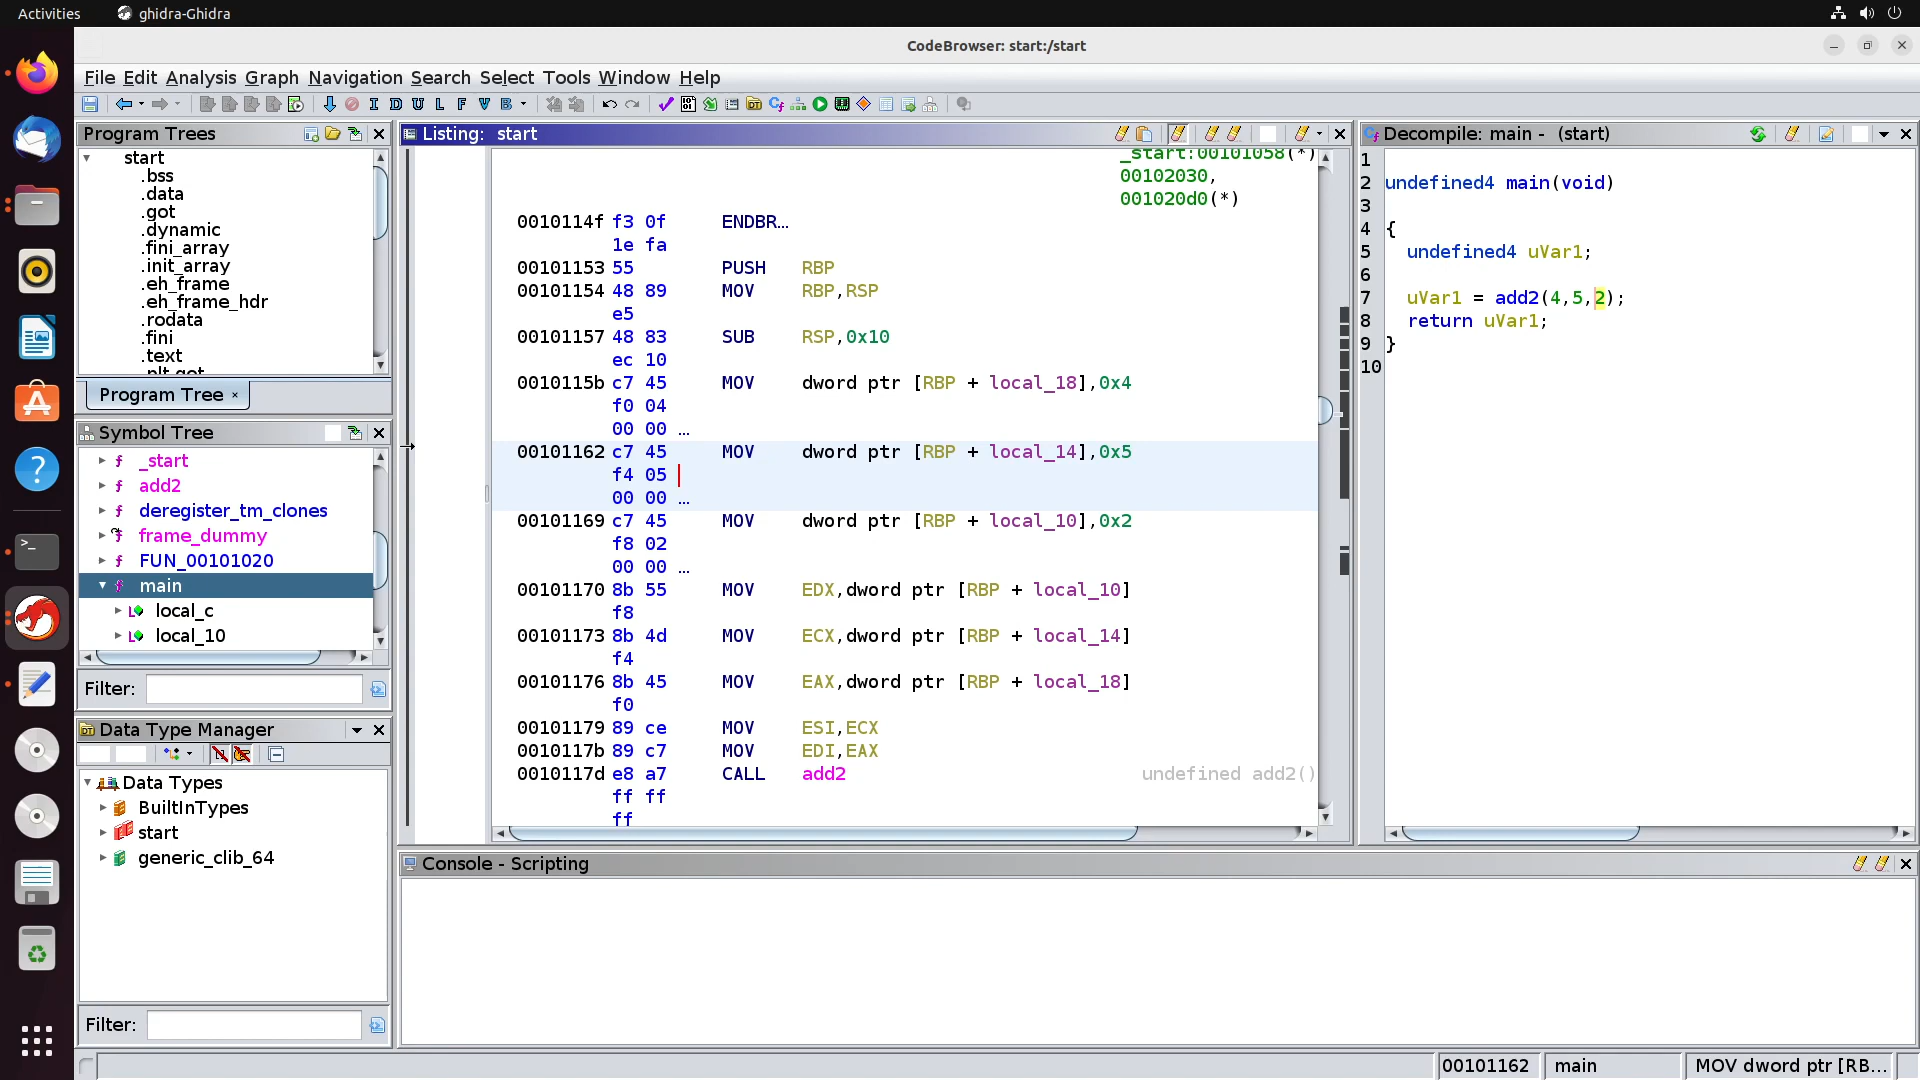 Activities ghidra-Ghidra
CodeBrowser: start:/start
File Edit Analysis Graph Navigation Search Select Tools Window Help
I D U L F V B
Program Trees
start
.bss
.data
.got
.dynamic
.fini_array
.init_array
.eh_frame
.eh_frame_hdr
.rodata
.fini
.text
.plt.got
Program Tree ×
Symbol Tree
f _start
f add2
f deregister_tm_clones
f frame_dummy
f FUN_00101020
f main
local_c
local_10
Filter:
Data Type Manager
Data Types
BuiltInTypes
start
generic_clib_64
Filter:
Listing: start
_start:00101058(*)
00102030,
001020d0(*)
0010114f f3 0f ENDBR…
1e fa
00101153 55 PUSH RBP
00101154 48 89 MOV RBP,RSP
e5
00101157 48 83 SUB RSP,0x10
ec 10
0010115b c7 45 MOV dword ptr [RBP + local_18],0x4
f0 04
00 00 …
00101162 c7 45 MOV dword ptr [RBP + local_14],0x5
f4 05
00 00 …
00101169 c7 45 MOV dword ptr [RBP + local_10],0x2
f8 02
00 00 …
00101170 8b 55 MOV EDX,dword ptr [RBP + local_10]
f8
00101173 8b 4d MOV ECX,dword ptr [RBP + local_14]
f4
00101176 8b 45 MOV EAX,dword ptr [RBP + local_18]
f0
00101179 89 ce MOV ESI,ECX
0010117b 89 c7 MOV EDI,EAX
0010117d e8 a7 CALL add2 undefined add2()
ff ff
ff
Decompile: main - (start)
1
2 undefined4 main(void)
3
4 {
5 undefined4 uVar1;
6
7 uVar1 = add2(4,5,2);
8 return uVar1;
9 }
10
Console - Scripting
00101162 main MOV dword ptr [RB…